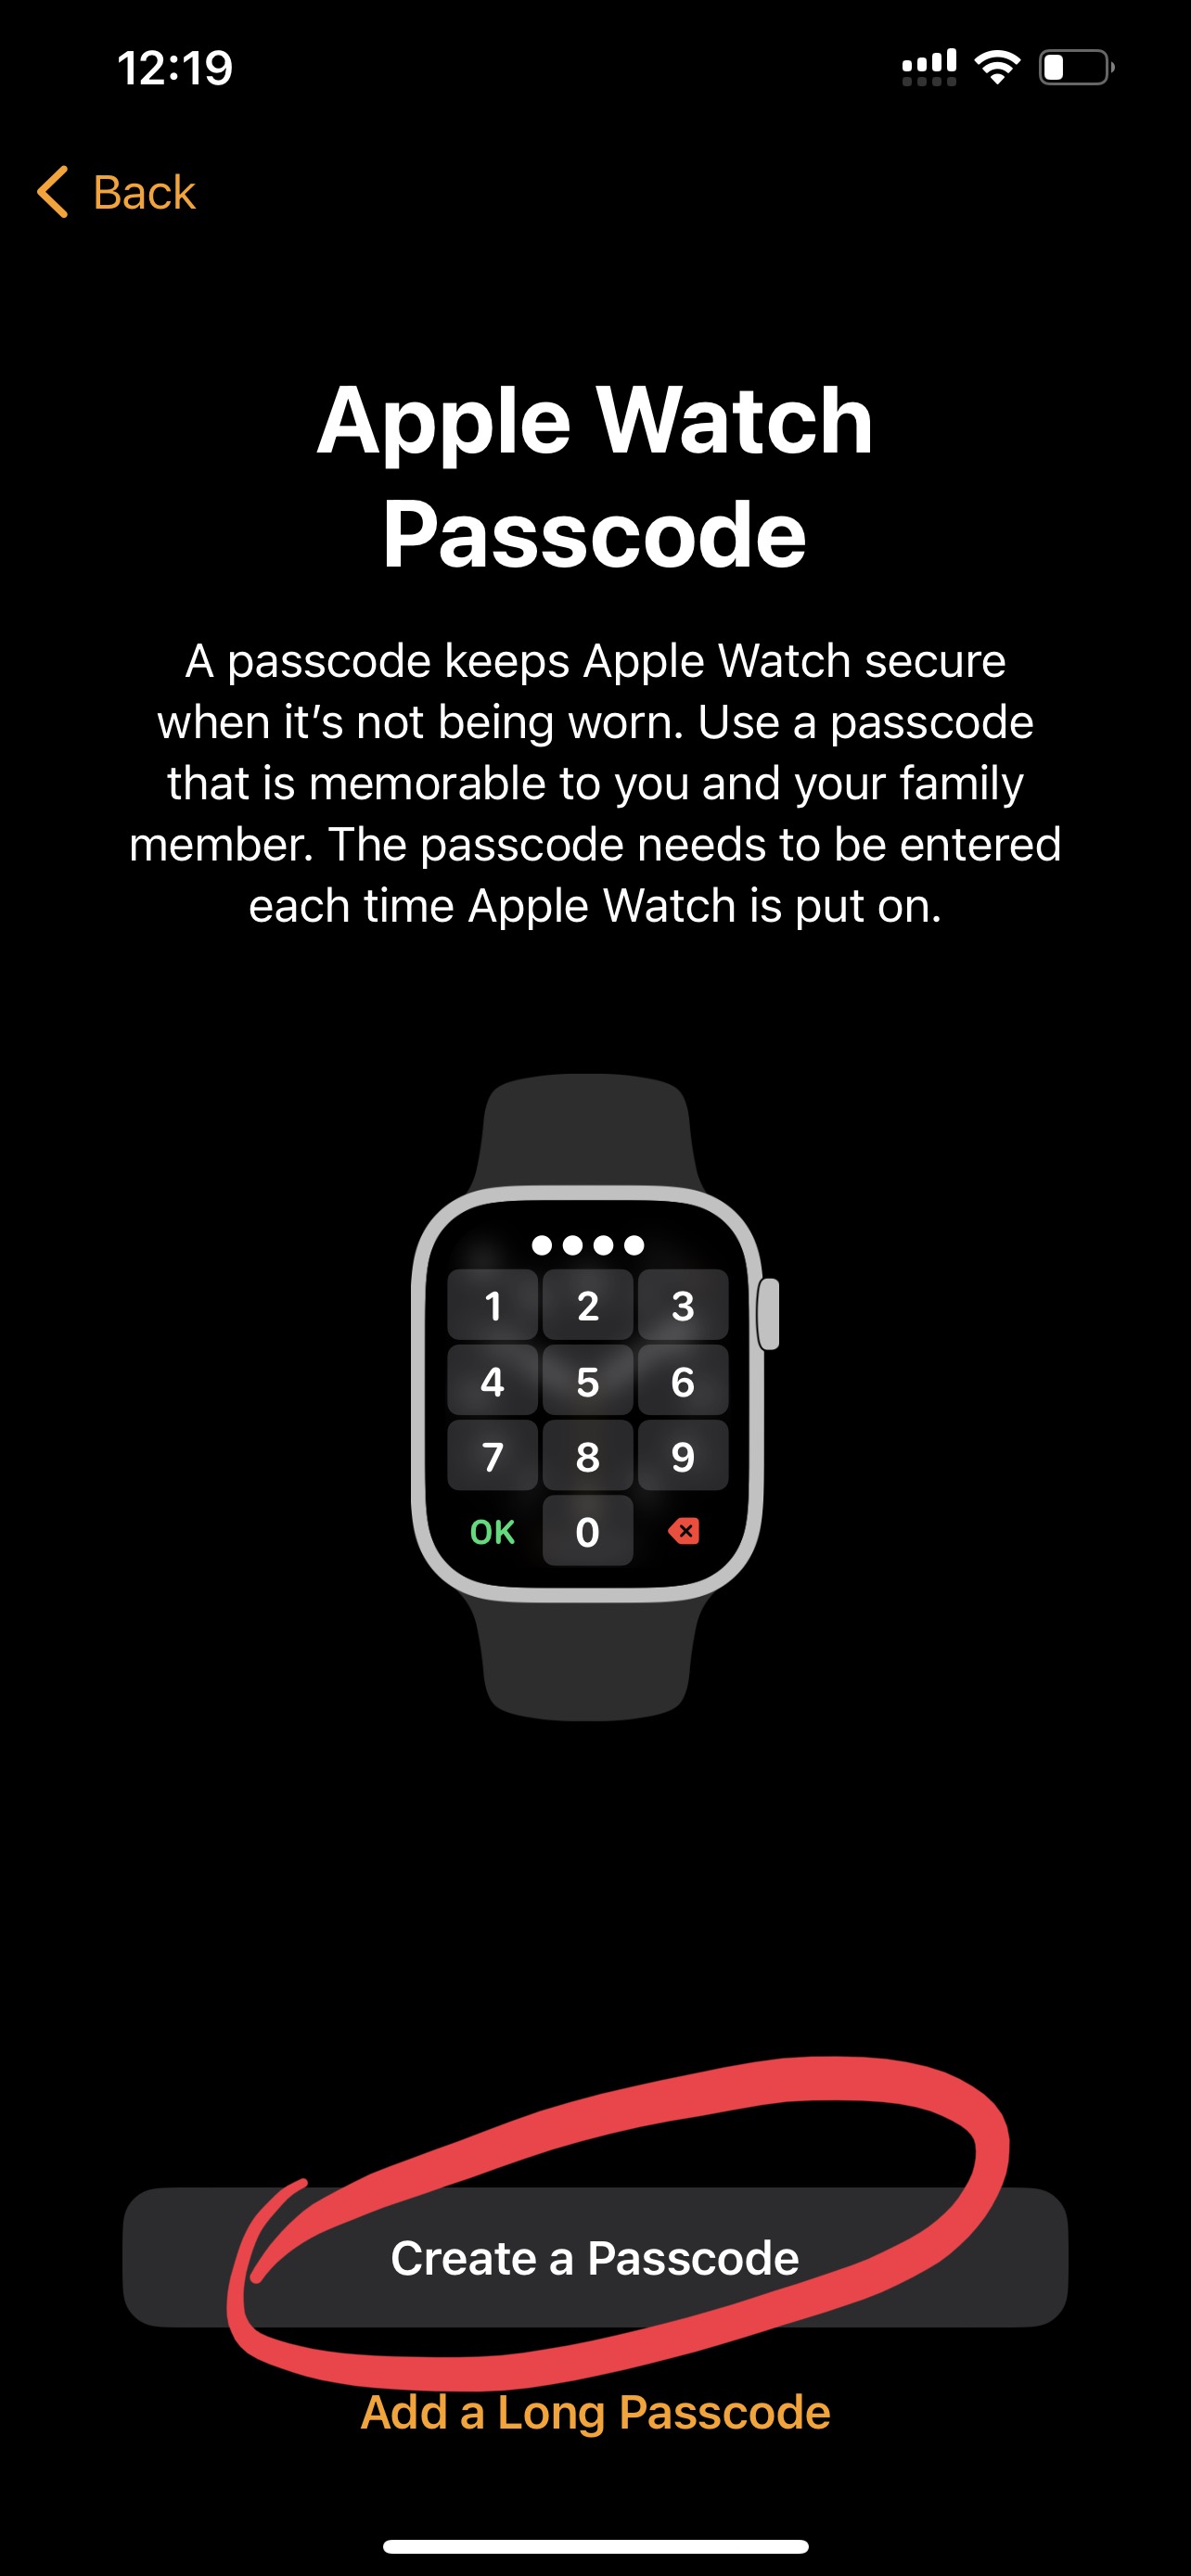 12:19
Back
Apple Watch
Passcode
A passcode keeps Apple Watch secure
when it’s not being worn. Use a passcode
that is memorable to you and your family
member. The passcode needs to be entered
each time Apple Watch is put on.
1 2 3
4 5 6
7 8 9
OK 0
Create a Passcode
Add a Long Passcode